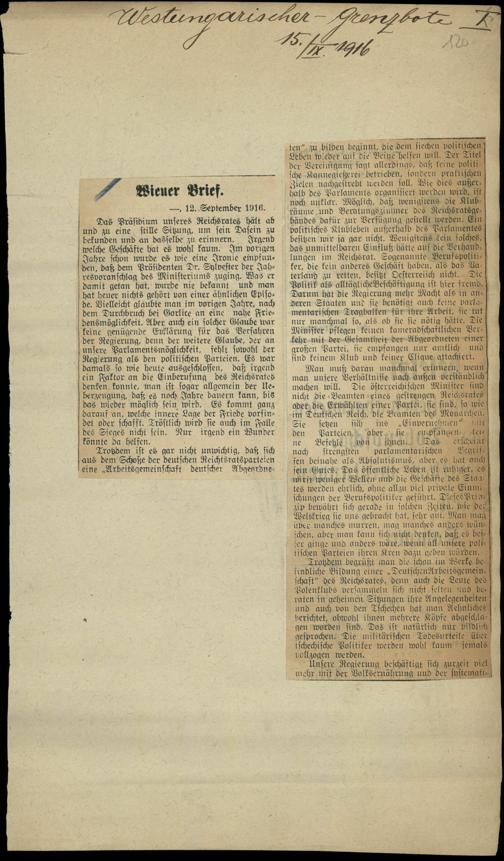 Westungarischer-Grenzbote I.
15./IX. 1916
120
Wiener Brief.
—, 12. September 1916.
Das Präsidium unseres Reichsrates hält ab
und zu eine stille Sitzung, um sein Dasein zu
bekunden und an dasselbe zu erinnern. Irgend
welche Geschäfte hat es wohl kaum. Im vorigen
Jahre schon wurde es wie eine Ironie empfun-
den, daß dem Präsidenten Dr. Sylvester der Jah-
resvoranschlag des Ministeriums zuging. Was er
damit getan hat, wurde nie bekannt und man
hat heuer nichts gehört von einer ähnlichen Episo-
de. Vielleicht glaubte man im vorigen Jahre, nach
dem Durchbruch bei Gorlice an eine nahe Frie-
densmöglichkeit. Aber auch ein solcher Glaube war
keine genügende Erklärung für das Verfahren
der Regierung, denn der weitere Glaube, der an
unsere Parlamentsmöglichkeit, fehlt sowohl der
Regierung als den politischen Parteien. Es war
damals so wie heute ausgeschlossen, daß irgend
ein Faktor an die Einberufung des Reichsrates
denken konnte, man ist sogar allgemein der Ue-
berzeugung, daß es noch Jahre dauern kann, bis
das wieder möglich sein wird. Es kommt ganz
darauf an, welche innere Lage der Friede vorfin-
det oder schafft. Tröstlich wird sie auch im Falle
des Sieges nicht sein. Nur irgend ein Wunder
könnte da helfen.
Trotzdem ist es gar nicht unwichtig, daß sich
aus dem Schoße der deutschen Reichsratsparteien
eine „Arbeitsgemeinschaft deutscher Abgeordne-
ten“ zu bilden beginnt, die dem siechen politischen
Leben wieder auf die Beine helfen will. Der Titel
der Vereinigung sagt allerdings, daß keine politi-
sche Kannegießerei betrieben, sondern praktischen
Zielen nachgestrebt werden soll. Wie dies außer-
halb des Parlaments organisiert werden wird, ist
noch unklar. Möglich, daß wenigstens die Klub-
räume und Beratungszimmer des Reichsratsge-
bäudes dafür zur Verfügung gestellt werden. Ein
politisches Klubleben außerhalb des Parlamentes
besitzen wir ja gar nicht. Wenigstens kein solches,
das unmittelbaren Einfluß hätte auf die Verhand-
lungen im Reichsrat. Sogenannte Berufspoliti-
ker, die kein anderes Geschäft haben, als das Va-
terland zu retten, besitzt Oesterreich nicht. Die
Politik als alltägliche Beschäftigung ist hier fremd.
Darum hat die Regierung mehr Macht als in an-
deren Staaten und sie benötigt auch keine parla-
mentarischen Tragbalken für ihre Arbeit, sie tut
nur manchmal so, als ob sie sie nötig hätte. Die
Minister pflegen keinen kameradschaftlichen Ver-
kehr mit der Gesamtheit der Abgeordneten einer
großen Partei, sie empfangen nur amtlich und
sind keinem Klub und keiner Clique attachiert.
Man muß daran manchmal erinnern, wenn
man unsere Verhältnisse nach außen verständlich
machen will. Die österreichischen Minister sind
nicht die Beamten eines gestrengen Reichsrates
oder die Erwählten einer Partei, sie sind, so wie
im Deutschen Reich, die Beamten des Monarchen.
Sie setzen sich ins „Einvernehmen“ mit
den Parteien, aber sie empfangen kei-
ne Befehle von ihnen. Das erscheint
nach strengsten parlamentarischen Begrif-
fen beinahe als Absolutismus, aber es hat auch
sein Gutes. Das öffentliche Leben ist ruhiger, es
wirft weniger Wellen und die Geschäfte des Staa-
tes werden ehrlich, ohne allzu viel private Einmi-
schungen der Berufspolitiker geführt. Dieses Prin-
zip bewährt sich gerade in solchen Zeiten, wie der
Weltkrieg sie uns gebracht hat, sehr gut. Man mag
über manches murren, mag manches anders wün-
schen, aber man kann sich nicht denken, daß es bes-
ser ginge und anders wäre, wenn all unsere poli-
tischen Parteien ihren Kren dazu geben würden.
Trotzdem begrüßt man die schon im Werke be-
findliche Bildung einer „Deutschen Arbeitsgemein-
schaft“ des Reichsrates, denn auch die Leute des
Polenklubs versammeln sich nicht selten und be-
raten in geheimen Sitzungen ihre Angelegenheiten
und auch von den Tschechen hat man Aehnliches
berichtet, obwohl ihnen mehrere Köpfe abgeschla-
gen worden sind. Das ist natürlich nur bildlich
gesprochen. Die militärischen Todesurteile über
tschechische Politiker werden wohl kaum jemals
vollzogen werden.
Unsere Regierung beschäftigt sich zurzeit viel
mehr mit der Volksernährung und der systemati-